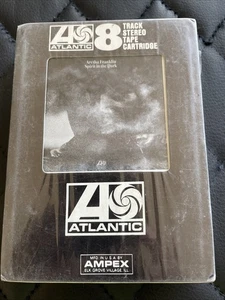 ATLANTIC
8
TRACK
STEREO
TAPE
CARTRIDGE
Aretha Franklin
Spirit in the Dark
ATLANTIC
MFG IN U.S.A. BY
AMPEX
ELK GROVE VILLAGE, ILL.